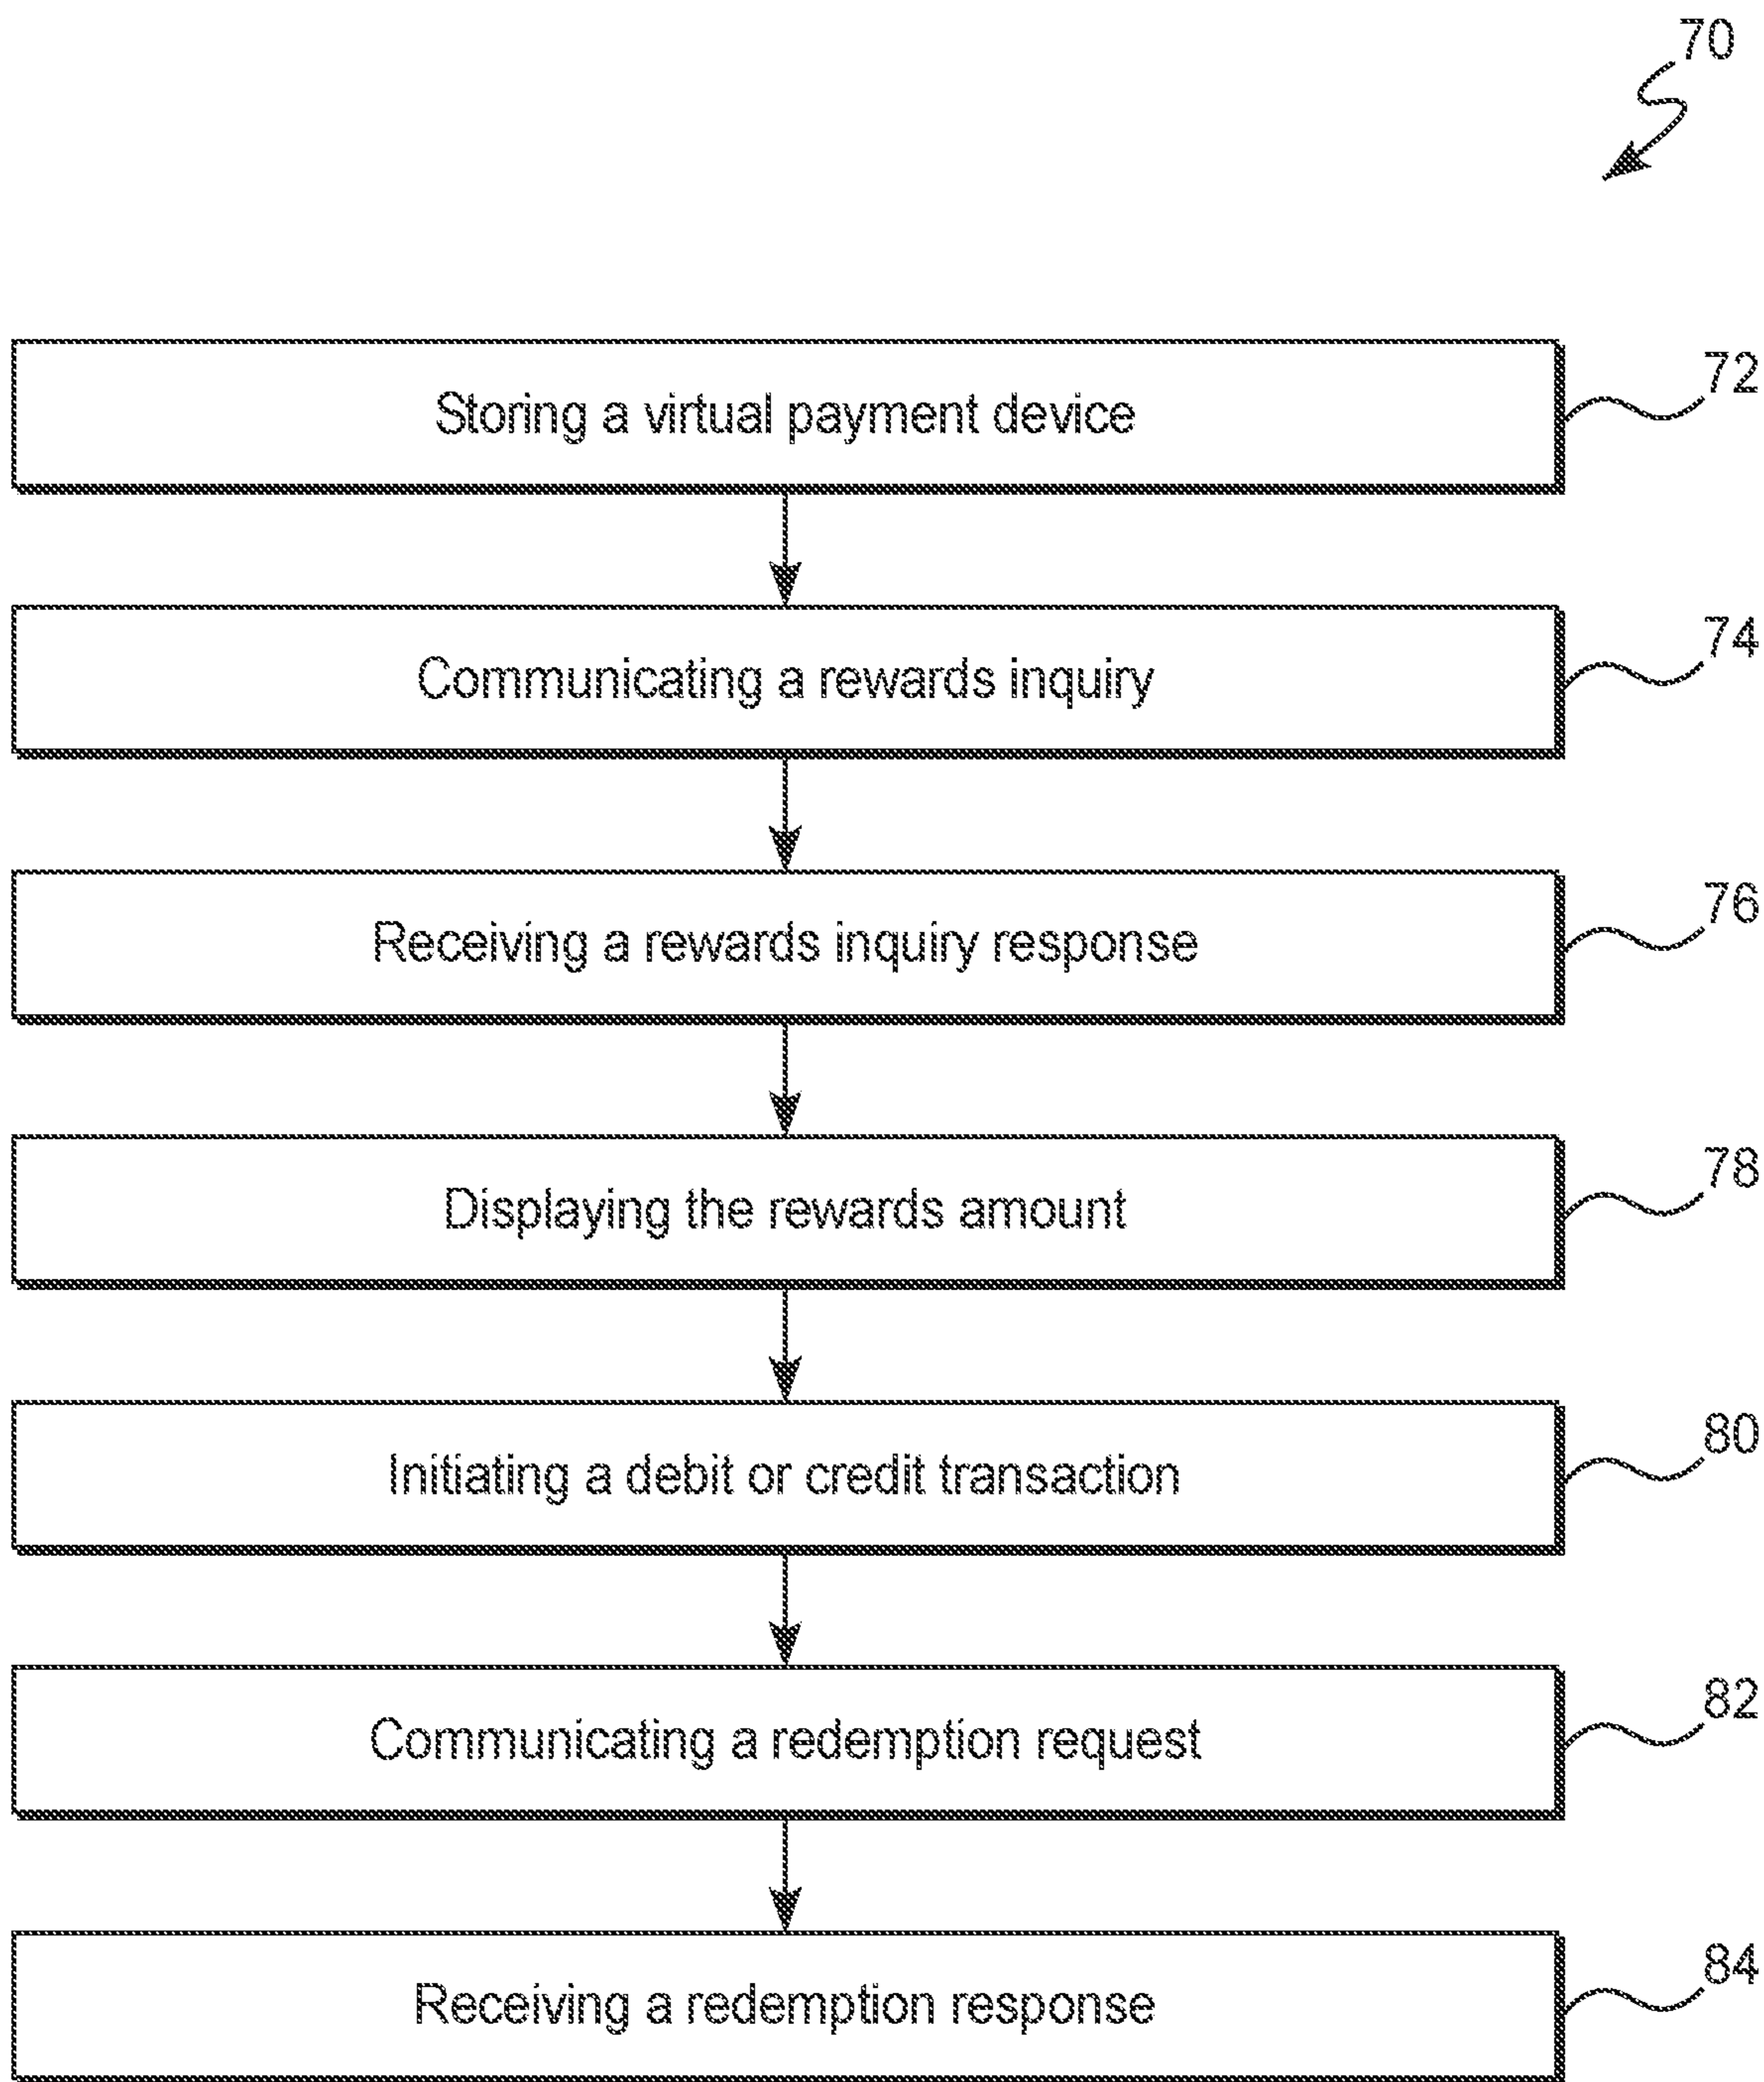 70
Storing a virtual payment device
72
Communicating a rewards inquiry
74
Receiving a rewards inquiry response
76
Displaying the rewards amount
78
Initiating a debit or credit transaction
80
Communicating a redemption request
82
Receiving a redemption response
84